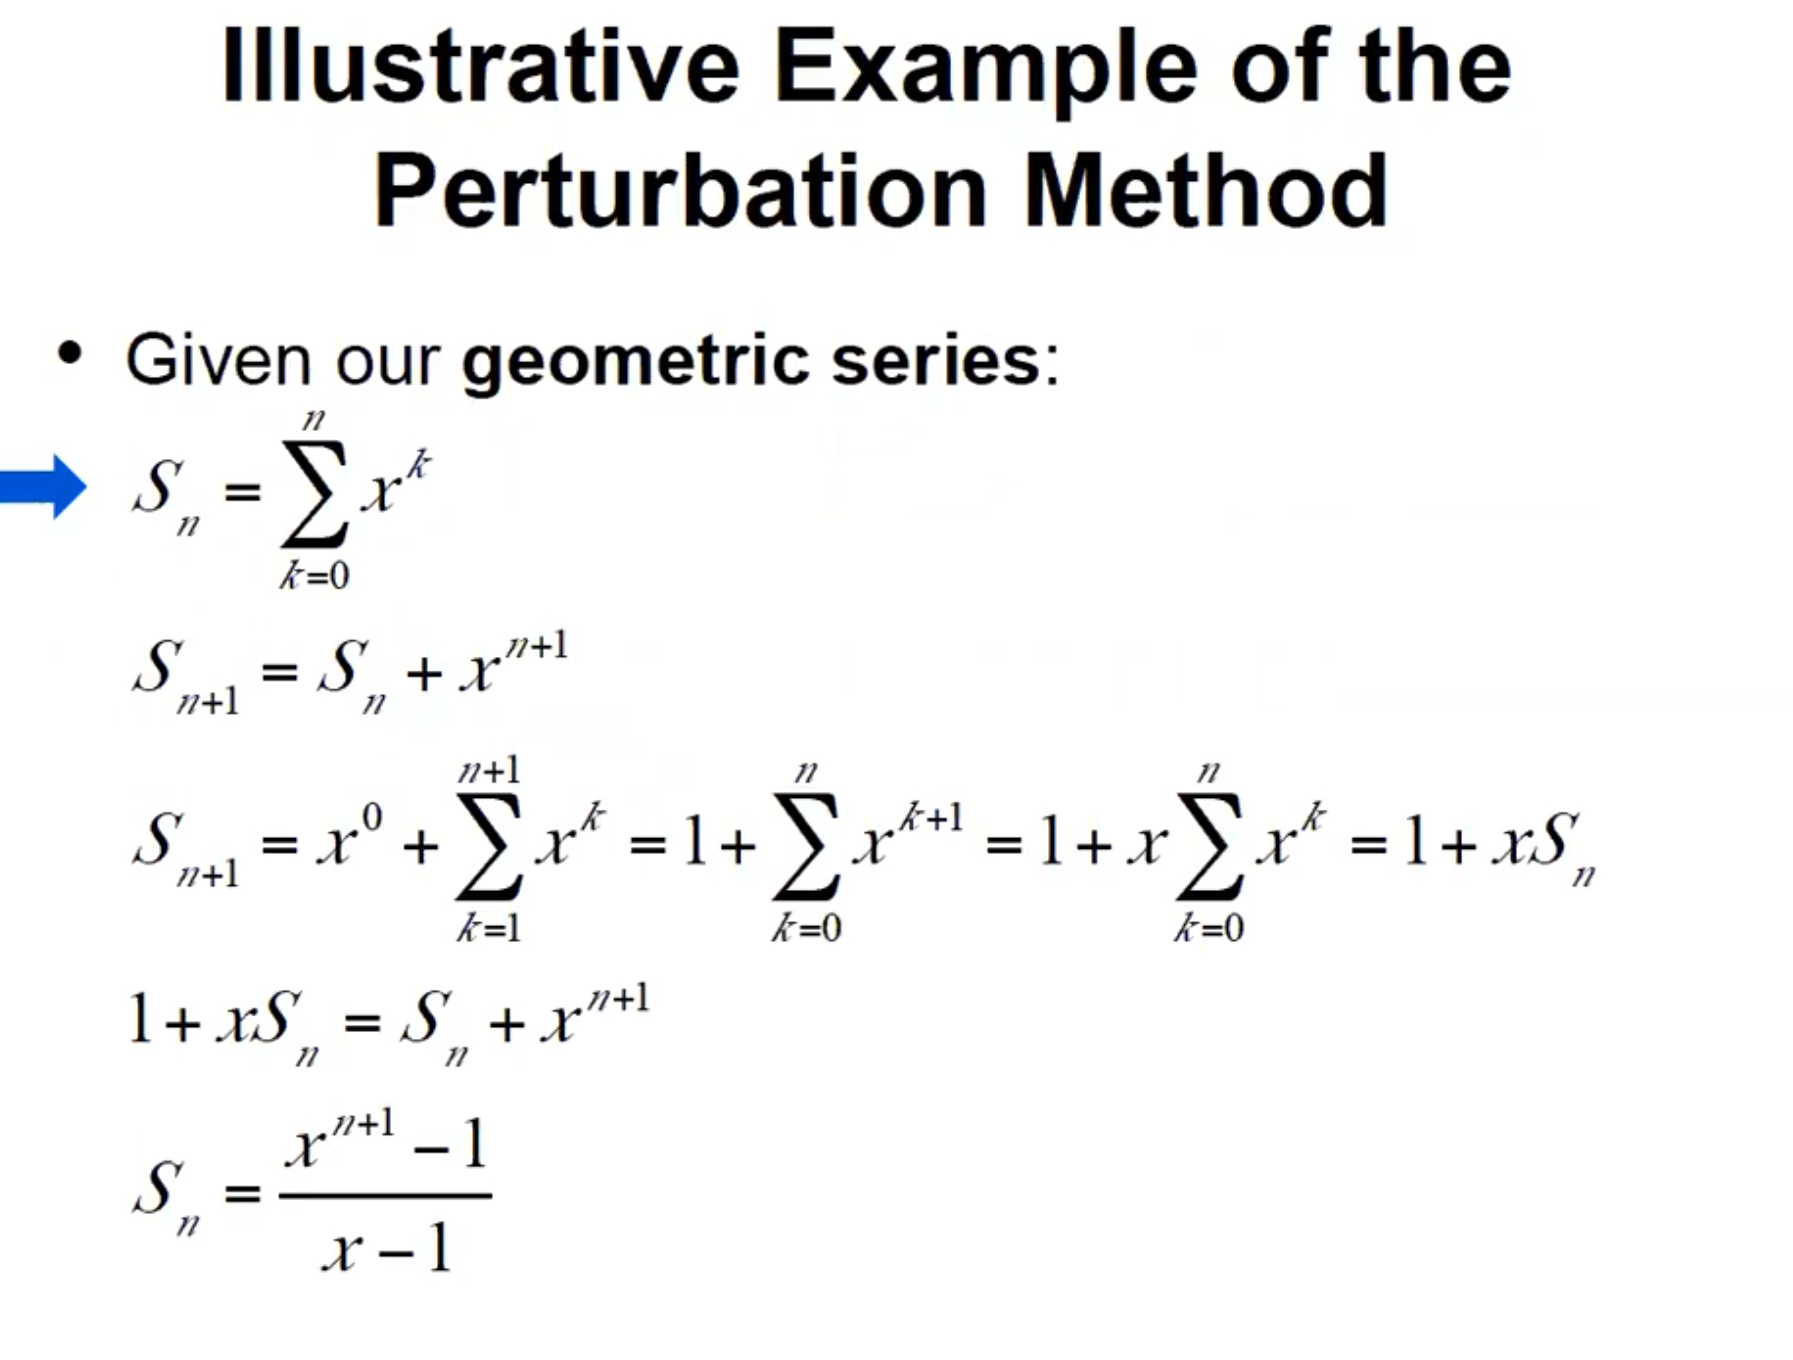 Illustrative Example of the
Perturbation Method
• Given our geometric series:
$S_n = \sum_{k=0}^{n} x^k$
$S_{n+1} = S_n + x^{n+1}$
$S_{n+1} = x^0 + \sum_{k=1}^{n+1} x^k = 1 + \sum_{k=0}^{n} x^{k+1} = 1 + x \sum_{k=0}^{n} x^k = 1 + xS_n$
$1 + xS_n = S_n + x^{n+1}$
$S_n = \frac{x^{n+1} - 1}{x - 1}$